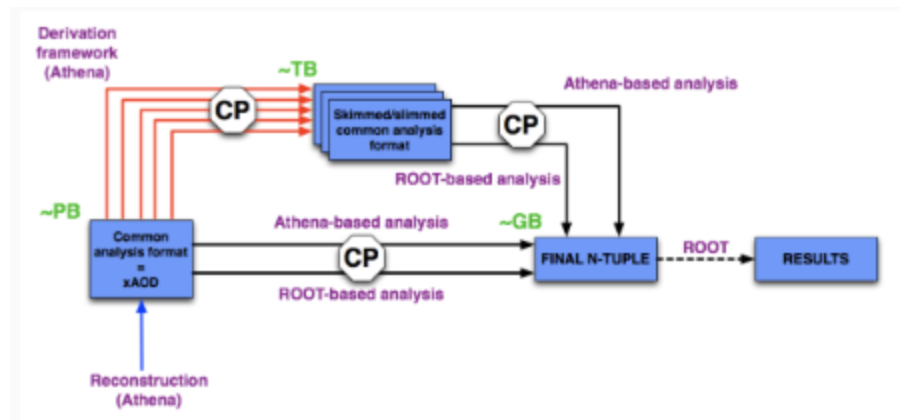 Derivation
framework
(Athena)
~TB
CP
Skimmed/slimmed
common analysis
format
CP
Athena-based analysis
ROOT-based analysis
~PB
Common
analysis format
=
xAOD
Athena-based analysis
CP
ROOT-based analysis
~GB
FINAL N-TUPLE
ROOT
RESULTS
Reconstruction
(Athena)